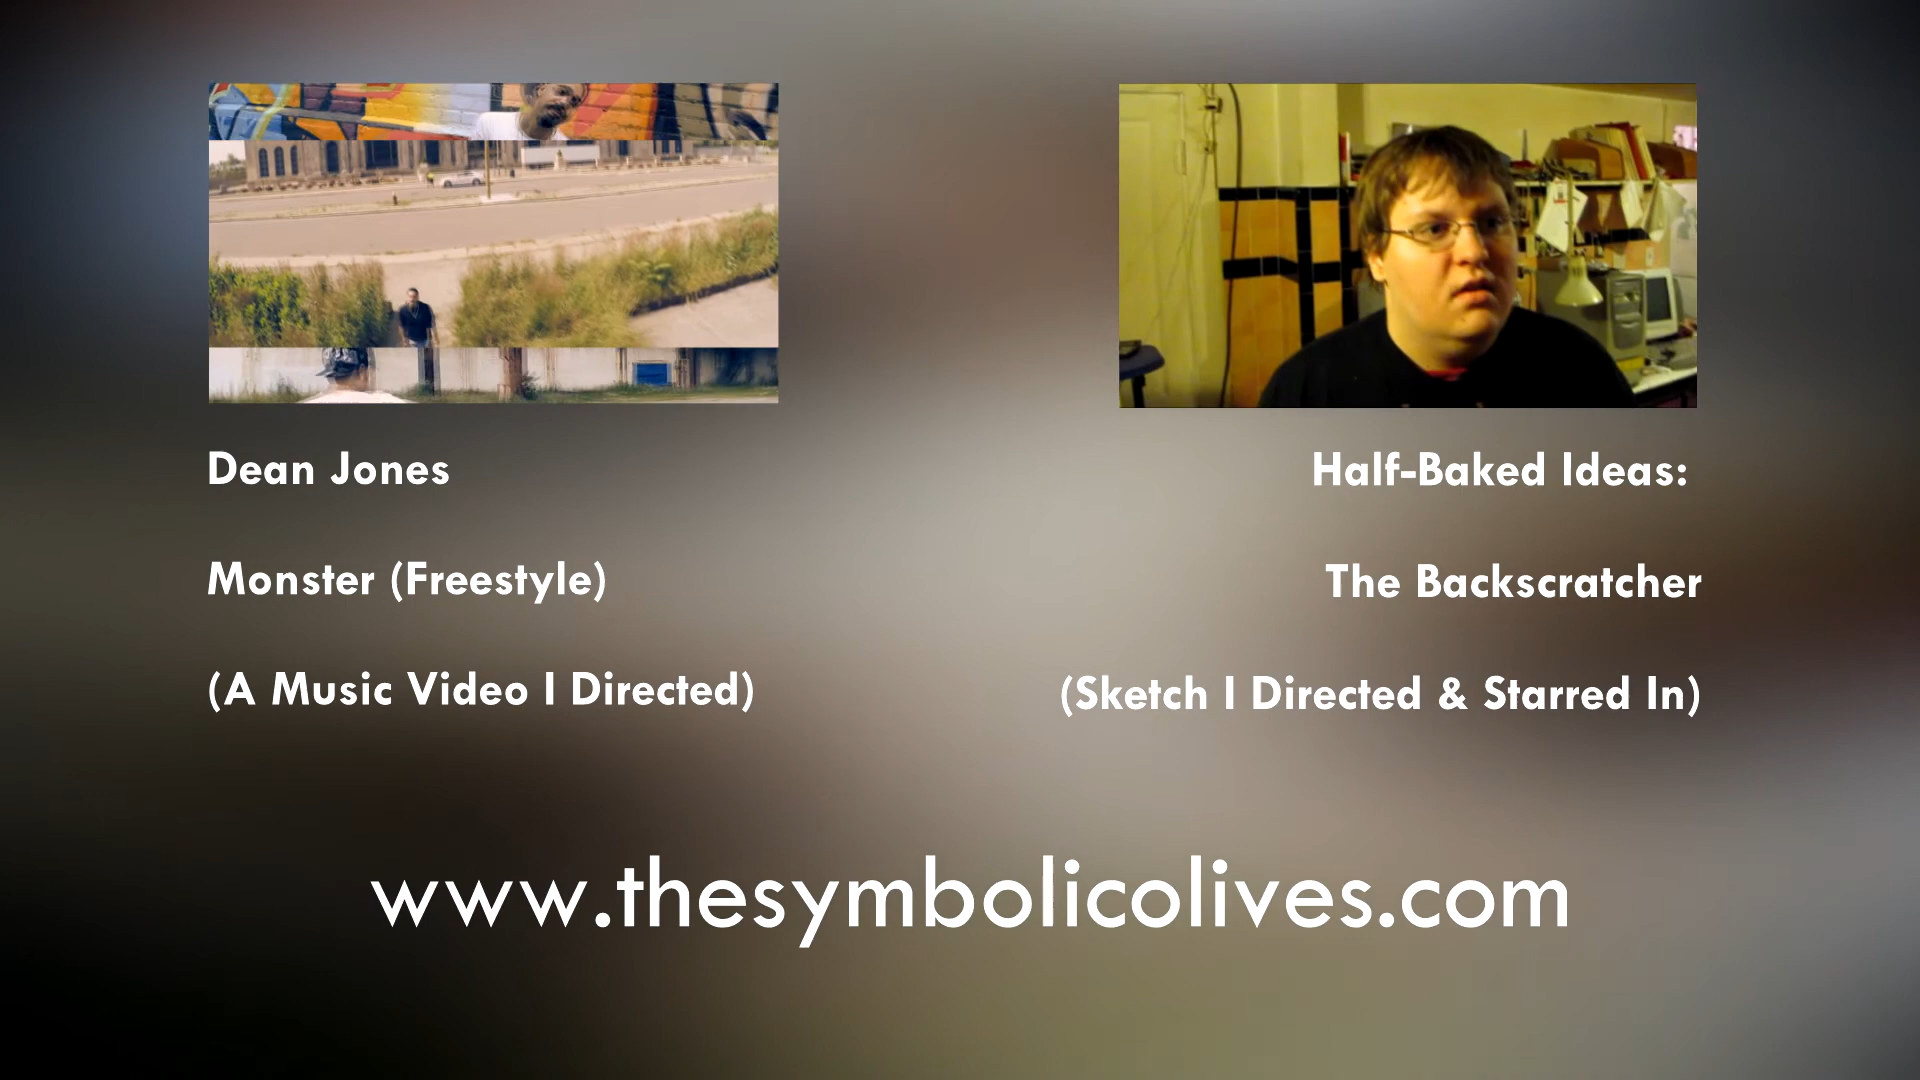 Dean Jones
Monster (Freestyle)
(A Music Video I Directed)
Half-Baked Ideas:
The Backscratcher
(Sketch I Directed & Starred In)
www.thesymbolicolives.com